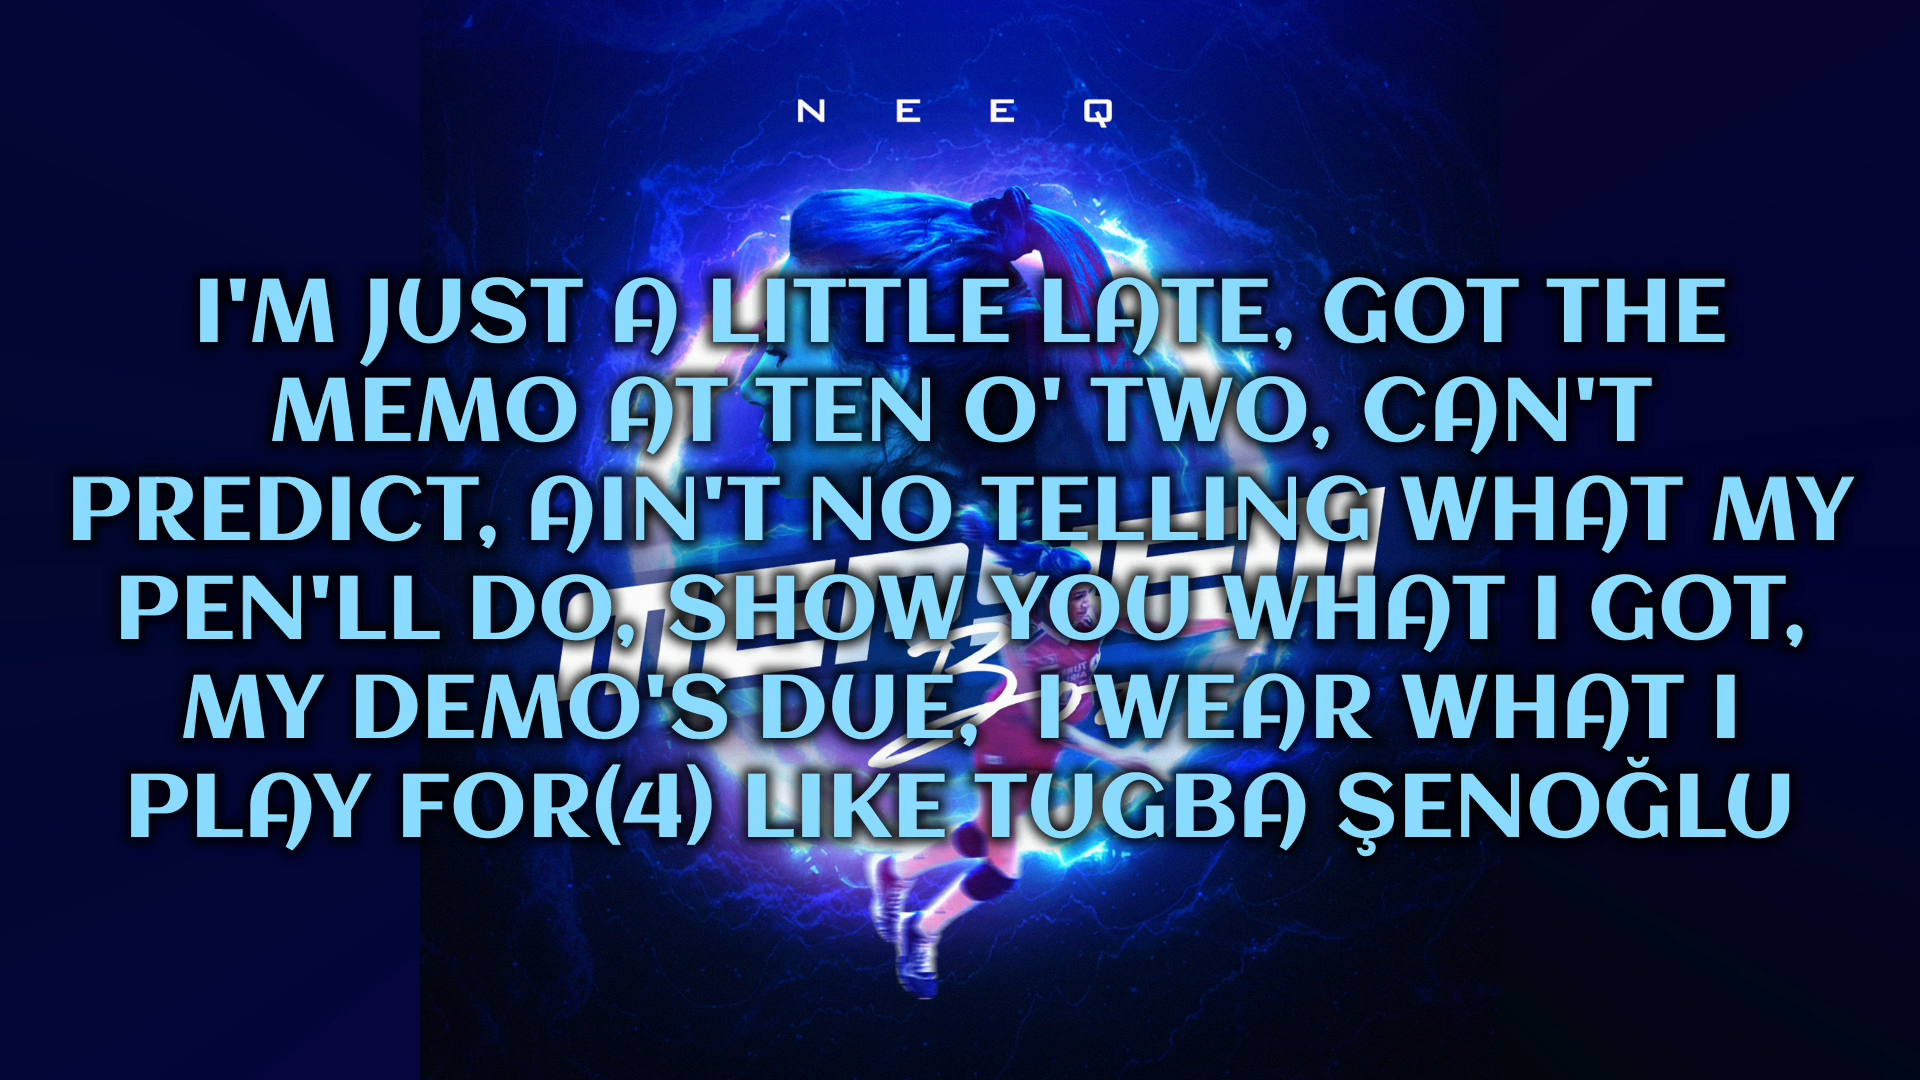 NEEQ
I'M JUST A LITTLE LATE, GOT THE
MEMO AT TEN O' TWO, CAN'T
PREDICT, AIN'T NO TELLING WHAT MY
PEN'LL DO, SHOW YOU WHAT I GOT,
MY DEMO'S DUE, I WEAR WHAT I
PLAY FOR(4) LIKE TUGBA ŞENOĞLU